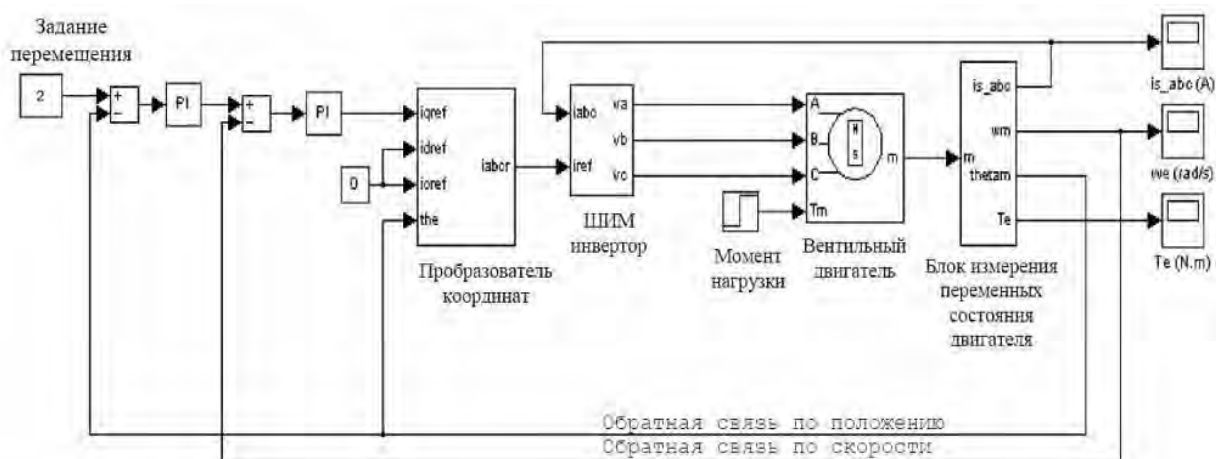 Задание
перемещения
2
+
−
PI
+
−
PI
0
iqref
idref
ioref
the
iabcr
Пробразователь
координат
iabc
iref
va
vb
vc
ШИМ
инвертор
Момент
нагрузки
A
B
C
Tm
N
S
m
Вентильный
двигатель
m
is_abc
wm
thetam
Te
Блок измерения
переменных
состояния
двигателя
is_abc (A)
we (rad/s)
Te (N.m)
Обратная связь по положению
Обратная связь по скорости